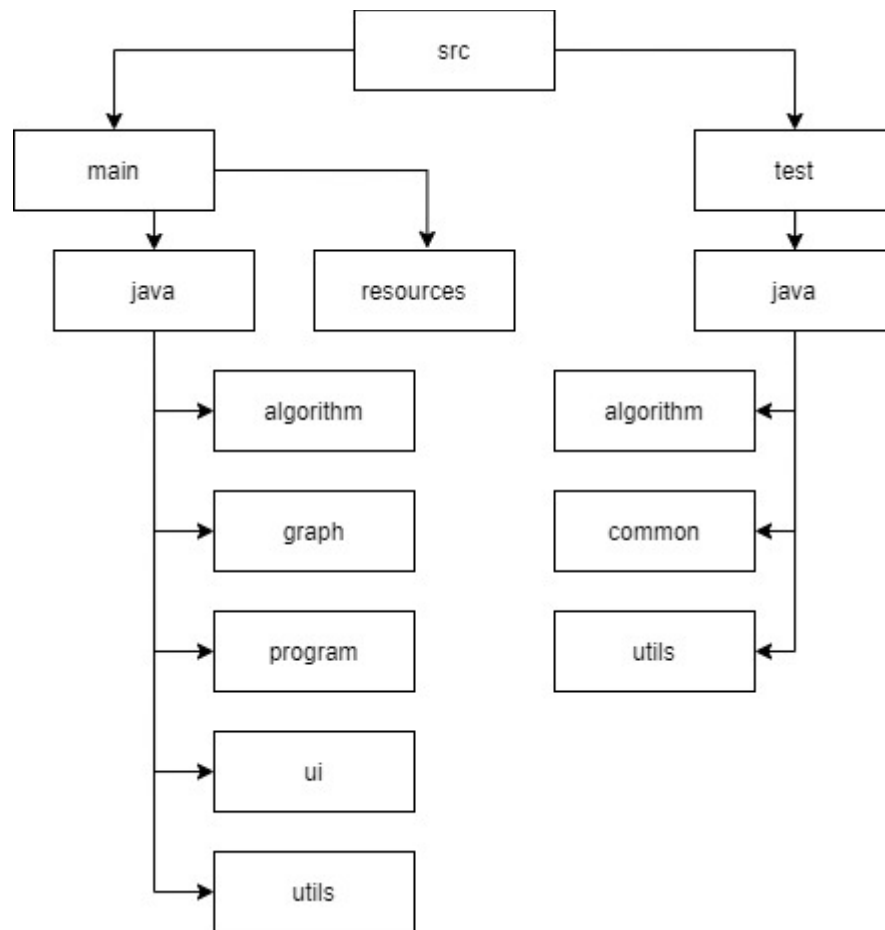 src
main
test
java
resources
java
algorithm
algorithm
graph
common
program
utils
ui
utils